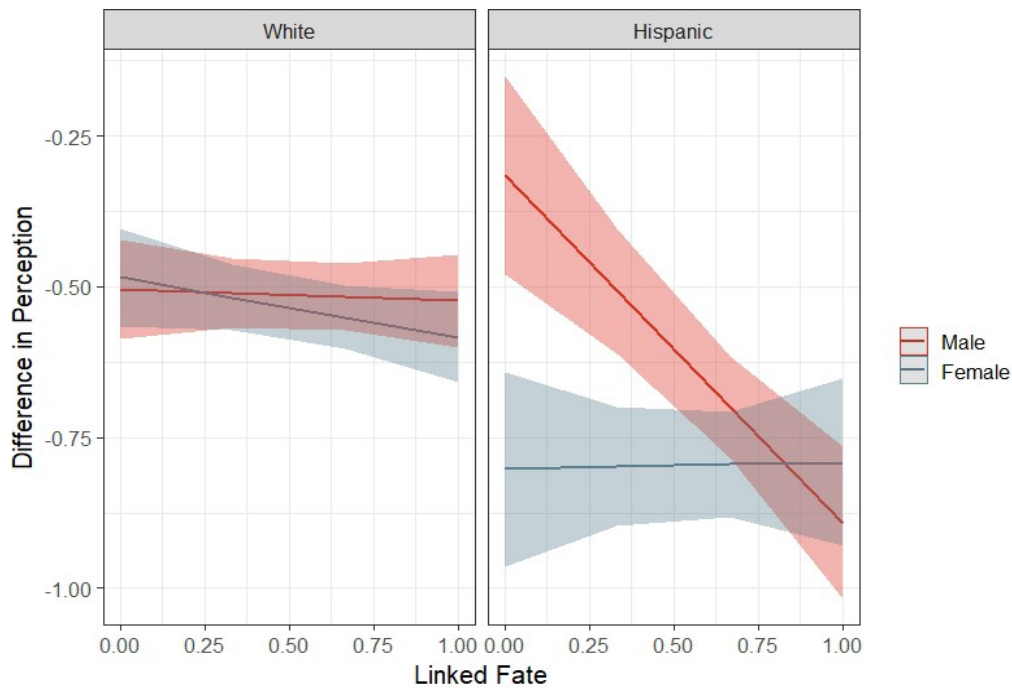 White Hispanic
-0.25
-0.50
-0.75
-1.00
Difference in Perception
0.00 0.25 0.50 0.75 1.00 0.00 0.25 0.50 0.75 1.00
Linked Fate
Male
Female